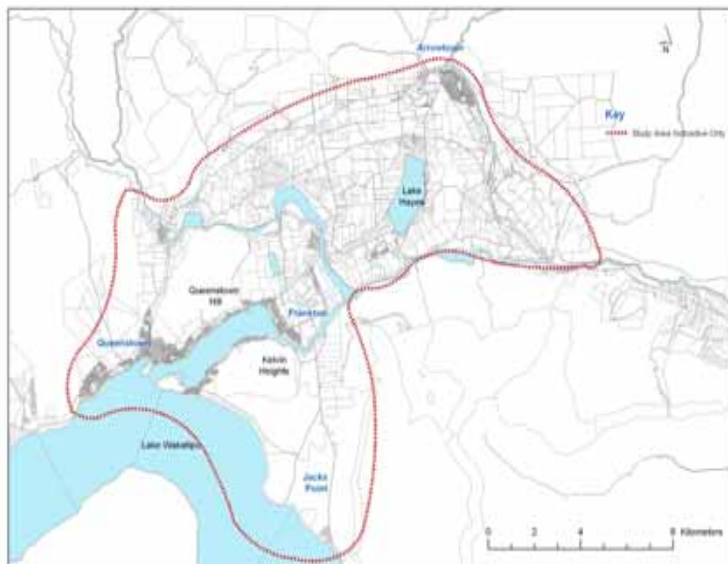 Arrowtown
N
Key
Study Area Indicative Only
Lake
Hayes
Queenstown
Hill
Frankton
Queenstown
Kelvin
Heights
Lake Wakatipu
Jacks
Point
0 2 4 8 Kilometers